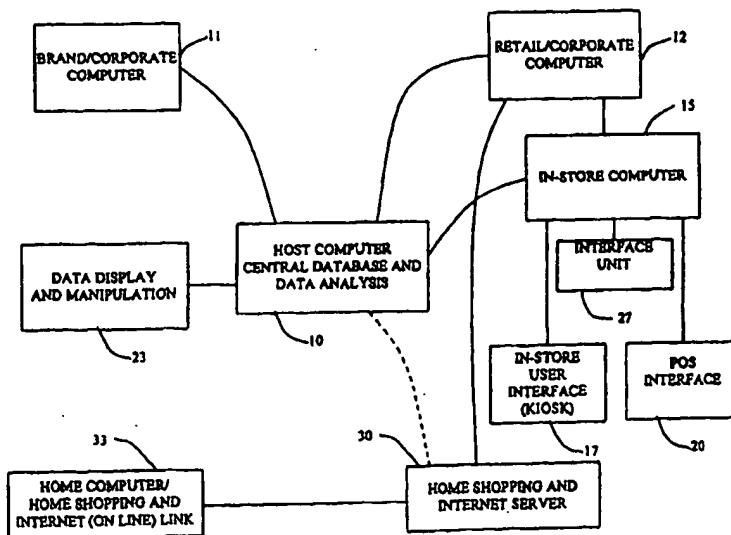 11
BRAND/CORPORATE
COMPUTER
RETAIL/CORPORATE
COMPUTER
12
15
IN-STORE COMPUTER
HOST COMPUTER
CENTRAL DATABASE AND
DATA ANALYSIS
10
DATA DISPLAY
AND MANIPULATION
23
INTERFACE
UNIT
27
IN-STORE
USER
INTERFACE
(KIOSK)
17
POS
INTERFACE
20
33
HOME COMPUTER/
HOME SHOPPING AND
INTERNET (ON LINE) LINK
30
HOME SHOPPING AND
INTERNET SERVER